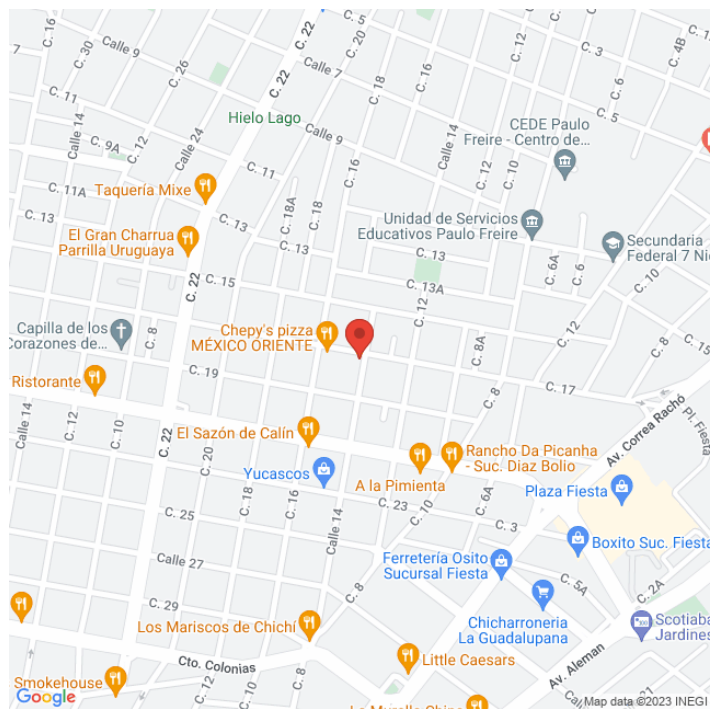 C. 16
C. 30
C. 26
C. 22
C. 20
C. 5
C. 18
C. 3
C. 4B
Calle 7
C. 11
C. 12
Calle 14
C. 22
Calle 24
Hielo Lago
Calle 9
C. 16
C. 5
CEDE Paulo
Freire - Centro de...
C. 9A
C. 11
Calle 14
C. 12
C. 10
C. 11A
Taquería Mixe
C. 18A
C. 18
C. 13
C. 13
El Gran Charrua
Parrilla Uruguaya
C. 13
Unidad de Servicios
Educativos Paulo Freire
C. 13
C. 6A
C. 6
Secundaria
Federal 7 Ni
C. 10
C. 15
C. 13A
C. 22
C. 12
C. 12
Capilla de los
Corazones de...
C. 8
Chepy's pizza
MÉXICO ORIENTE
C. 8A
C. 8
C. 15
Ristorante
C. 19
C. 17
C. 8
Calle 14
C. 10
C. 22
C. 20
El Sazón de Calín
Av. Correa Rachó
Pl. Fiesta
Yucascos
A la Pimienta
Rancho Da Picanha
- Suc. Diaz Bolio
C. 18
C. 16
Calle 14
C. 10
C. 23
C. 6A
C. 3
Plaza Fiesta
C. 25
Calle 27
Ferretería Osito
Sucursal Fiesta
Boxito Suc. Fiesta
C. 5A
C. 2A
C. 8
C. 29
Los Mariscos de Chichí
Chicharroneria
La Guadalupana
Scotiaba
Jardines
Cto. Colonias
Little Caesars
Av. Aleman
Smokehouse
C. 12
C. 10
C. 8
Google
Map data ©2023 INEGI